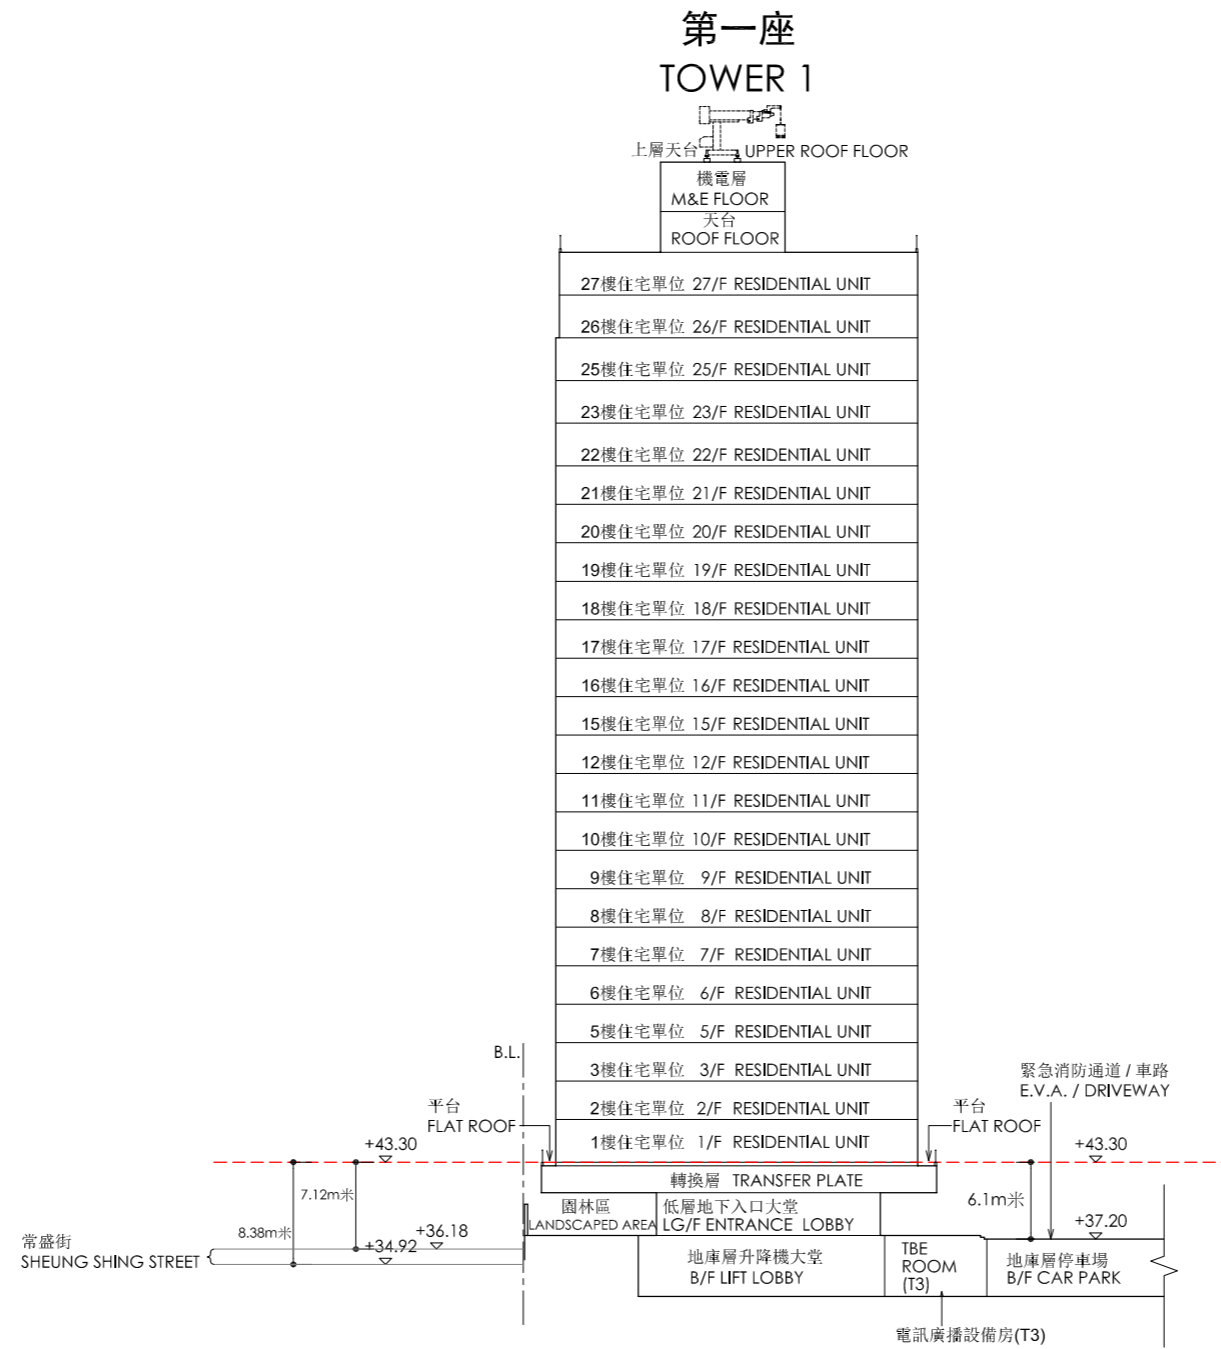 第一座
TOWER 1
上層天台 UPPER ROOF FLOOR
機電層
M&E FLOOR
天台
ROOF FLOOR
27樓住宅單位 27/F RESIDENTIAL UNIT
26樓住宅單位 26/F RESIDENTIAL UNIT
25樓住宅單位 25/F RESIDENTIAL UNIT
23樓住宅單位 23/F RESIDENTIAL UNIT
22樓住宅單位 22/F RESIDENTIAL UNIT
21樓住宅單位 21/F RESIDENTIAL UNIT
20樓住宅單位 20/F RESIDENTIAL UNIT
19樓住宅單位 19/F RESIDENTIAL UNIT
18樓住宅單位 18/F RESIDENTIAL UNIT
17樓住宅單位 17/F RESIDENTIAL UNIT
16樓住宅單位 16/F RESIDENTIAL UNIT
15樓住宅單位 15/F RESIDENTIAL UNIT
12樓住宅單位 12/F RESIDENTIAL UNIT
11樓住宅單位 11/F RESIDENTIAL UNIT
10樓住宅單位 10/F RESIDENTIAL UNIT
9樓住宅單位 9/F RESIDENTIAL UNIT
8樓住宅單位 8/F RESIDENTIAL UNIT
7樓住宅單位 7/F RESIDENTIAL UNIT
6樓住宅單位 6/F RESIDENTIAL UNIT
5樓住宅單位 5/F RESIDENTIAL UNIT
3樓住宅單位 3/F RESIDENTIAL UNIT
2樓住宅單位 2/F RESIDENTIAL UNIT
1樓住宅單位 1/F RESIDENTIAL UNIT
B.L.
平台
FLAT ROOF
平台
FLAT ROOF
緊急消防通道 / 車路
E.V.A. / DRIVEWAY
+43.30
+43.30
轉換層 TRANSFER PLATE
7.12m米
8.38m米
6.1m米
園林區
LANDSCAPED AREA
低層地下入口大堂
LG/F ENTRANCE LOBBY
+36.18
+34.92
+37.20
常盛街
SHEUNG SHING STREET
地庫層升降機大堂
B/F LIFT LOBBY
TBE
ROOM
(T3)
地庫層停車場
B/F CAR PARK
電訊廣播設備房(T3)